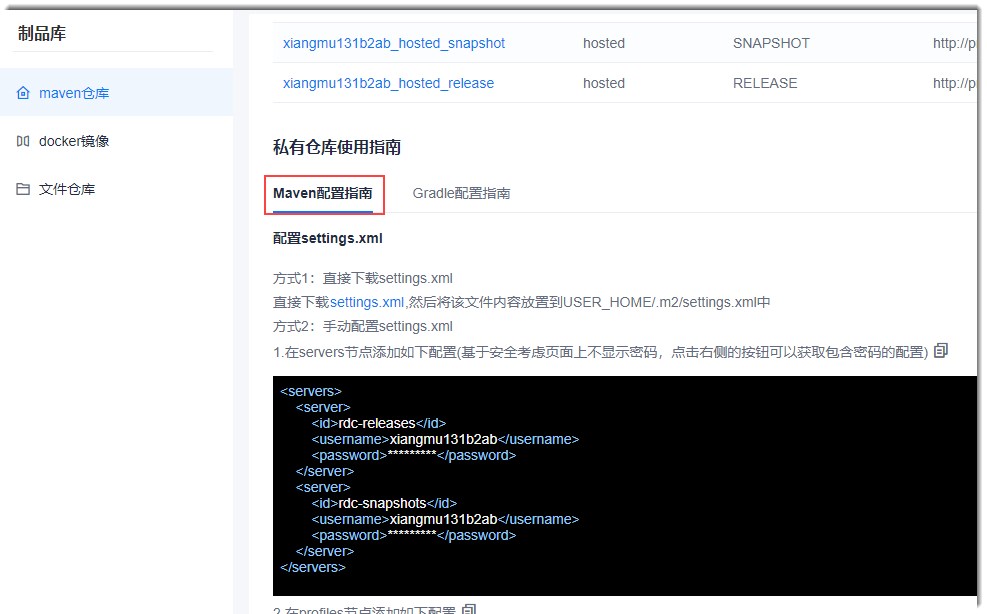 制品库
maven仓库
docker镜像
文件仓库
xiangmu131b2ab_hosted_snapshot hosted SNAPSHOT http://p
xiangmu131b2ab_hosted_release hosted RELEASE http://p
私有仓库使用指南
Maven配置指南 Gradle配置指南
配置settings.xml
方式1：直接下载settings.xml
直接下载settings.xml,然后将该文件内容放置到USER_HOME/.m2/settings.xml中
方式2：手动配置settings.xml
1.在servers节点添加如下配置(基于安全考虑页面上不显示密码，点击右侧的按钮可以获取包含密码的配置)
<servers>
<server>
<id>rdc-releases</id>
<username>xiangmu131b2ab</username>
<password>*********</password>
</server>
<server>
<id>rdc-snapshots</id>
<username>xiangmu131b2ab</username>
<password>*********</password>
</server>
</servers>
2.在profiles节点添加如下配置